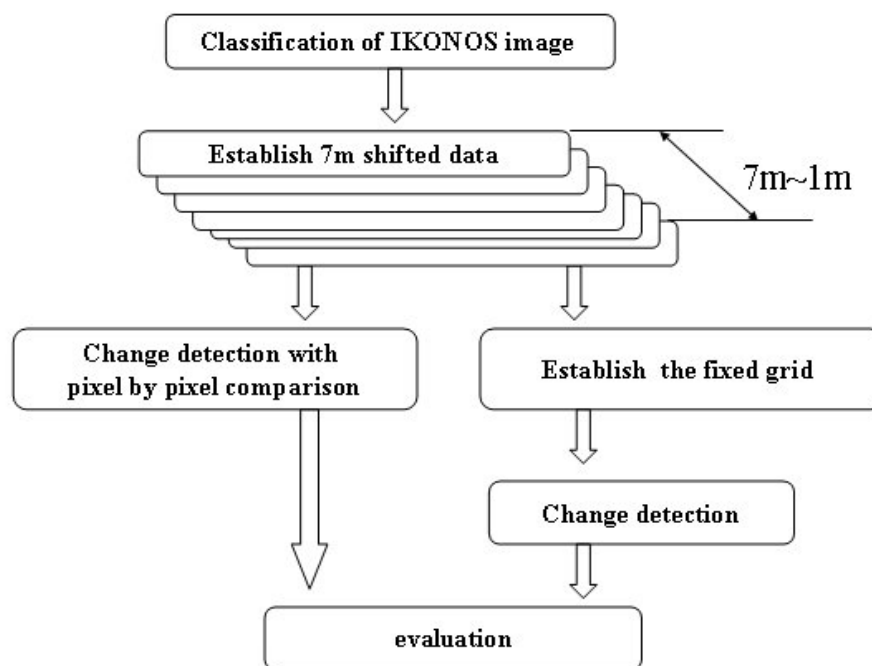 Classification of IKONOS image
Establish 7m shifted data
7m~1m
Change detection with
pixel by pixel comparison
Establish the fixed grid
Change detection
evaluation